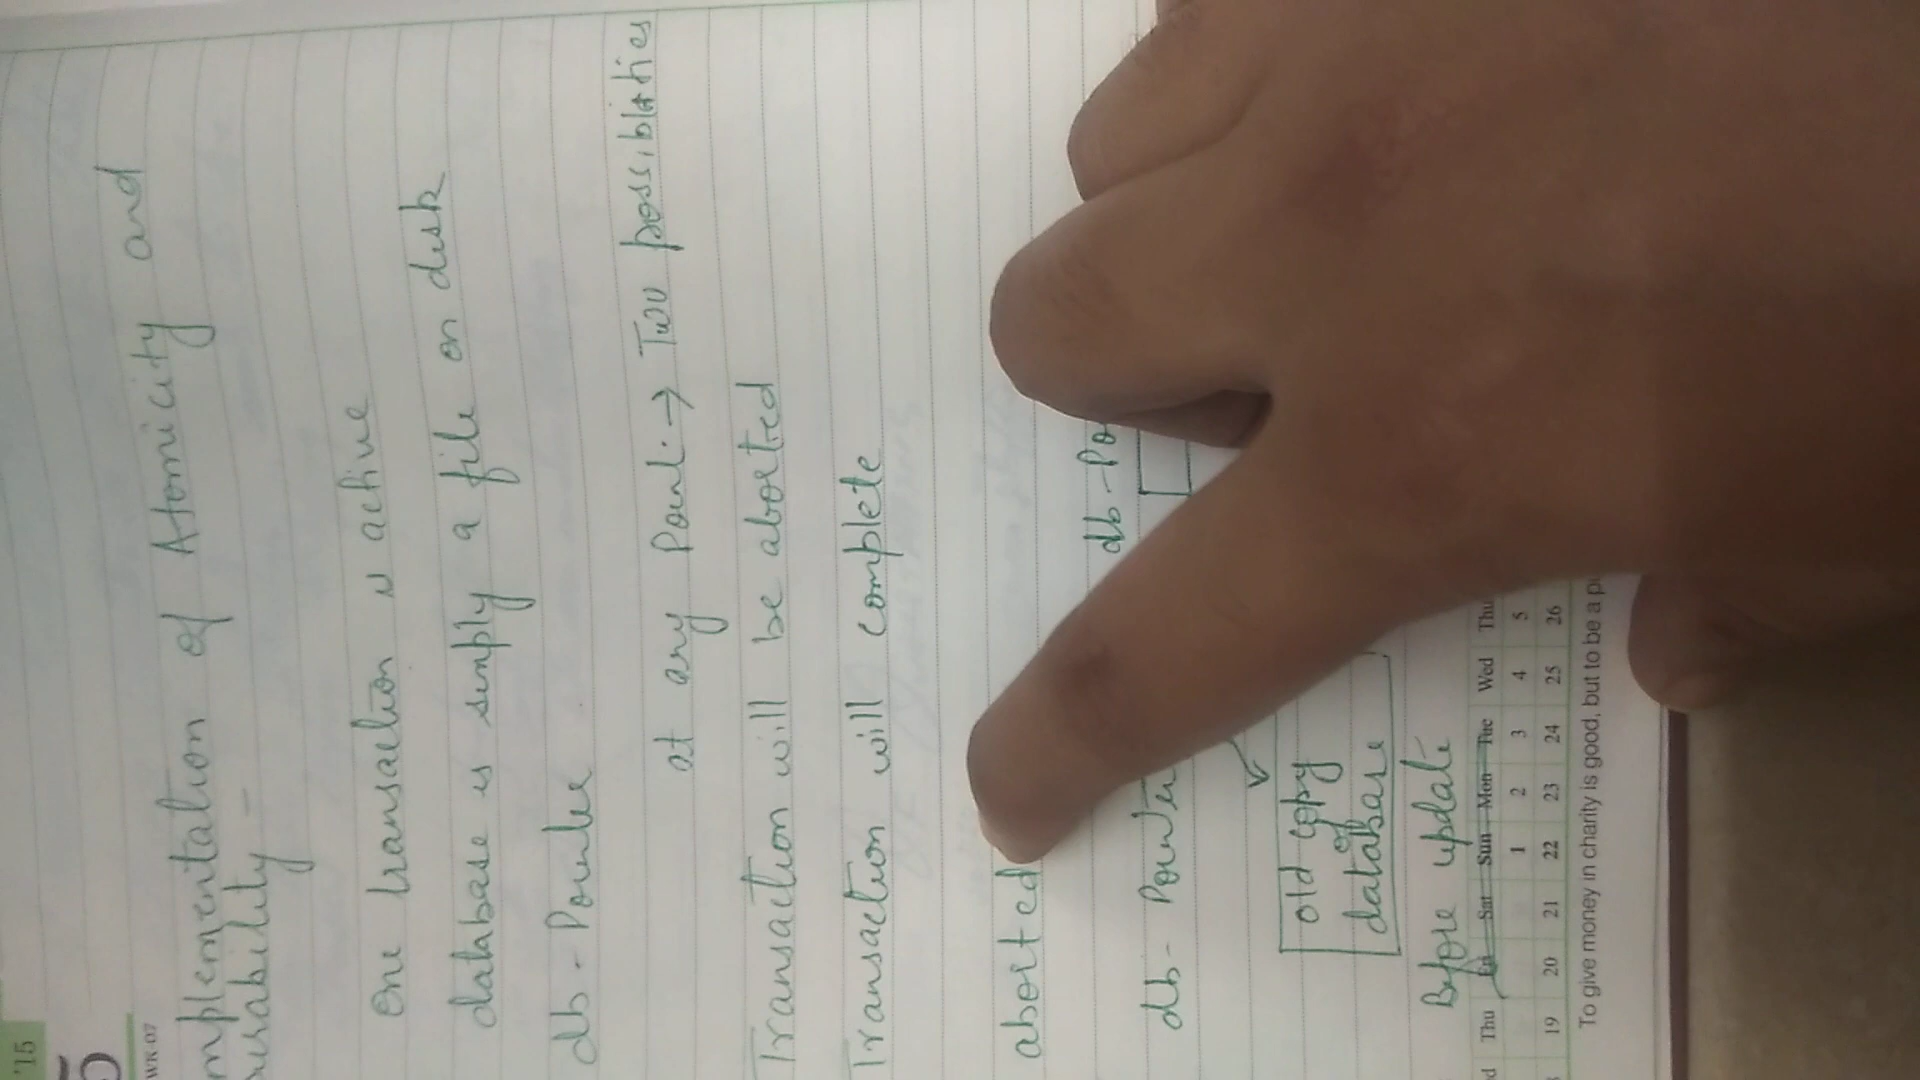 '15
5
WK 07
mplementation of Atomicity and
urability -
one transaction is active
database is simply a file on disk
db - Pointer
at any Point. → Two possiblities
Transaction will be aborted
Transaction will complete
aborted
db - Po
db - Pointer
old copy
of
database
Before update
d Thu Fri Sat Sun Mon Tue Wed Thu
1 2 3 4 5
19 20 21 22 23 24 25 26
To give money in charity is good, but to be a p